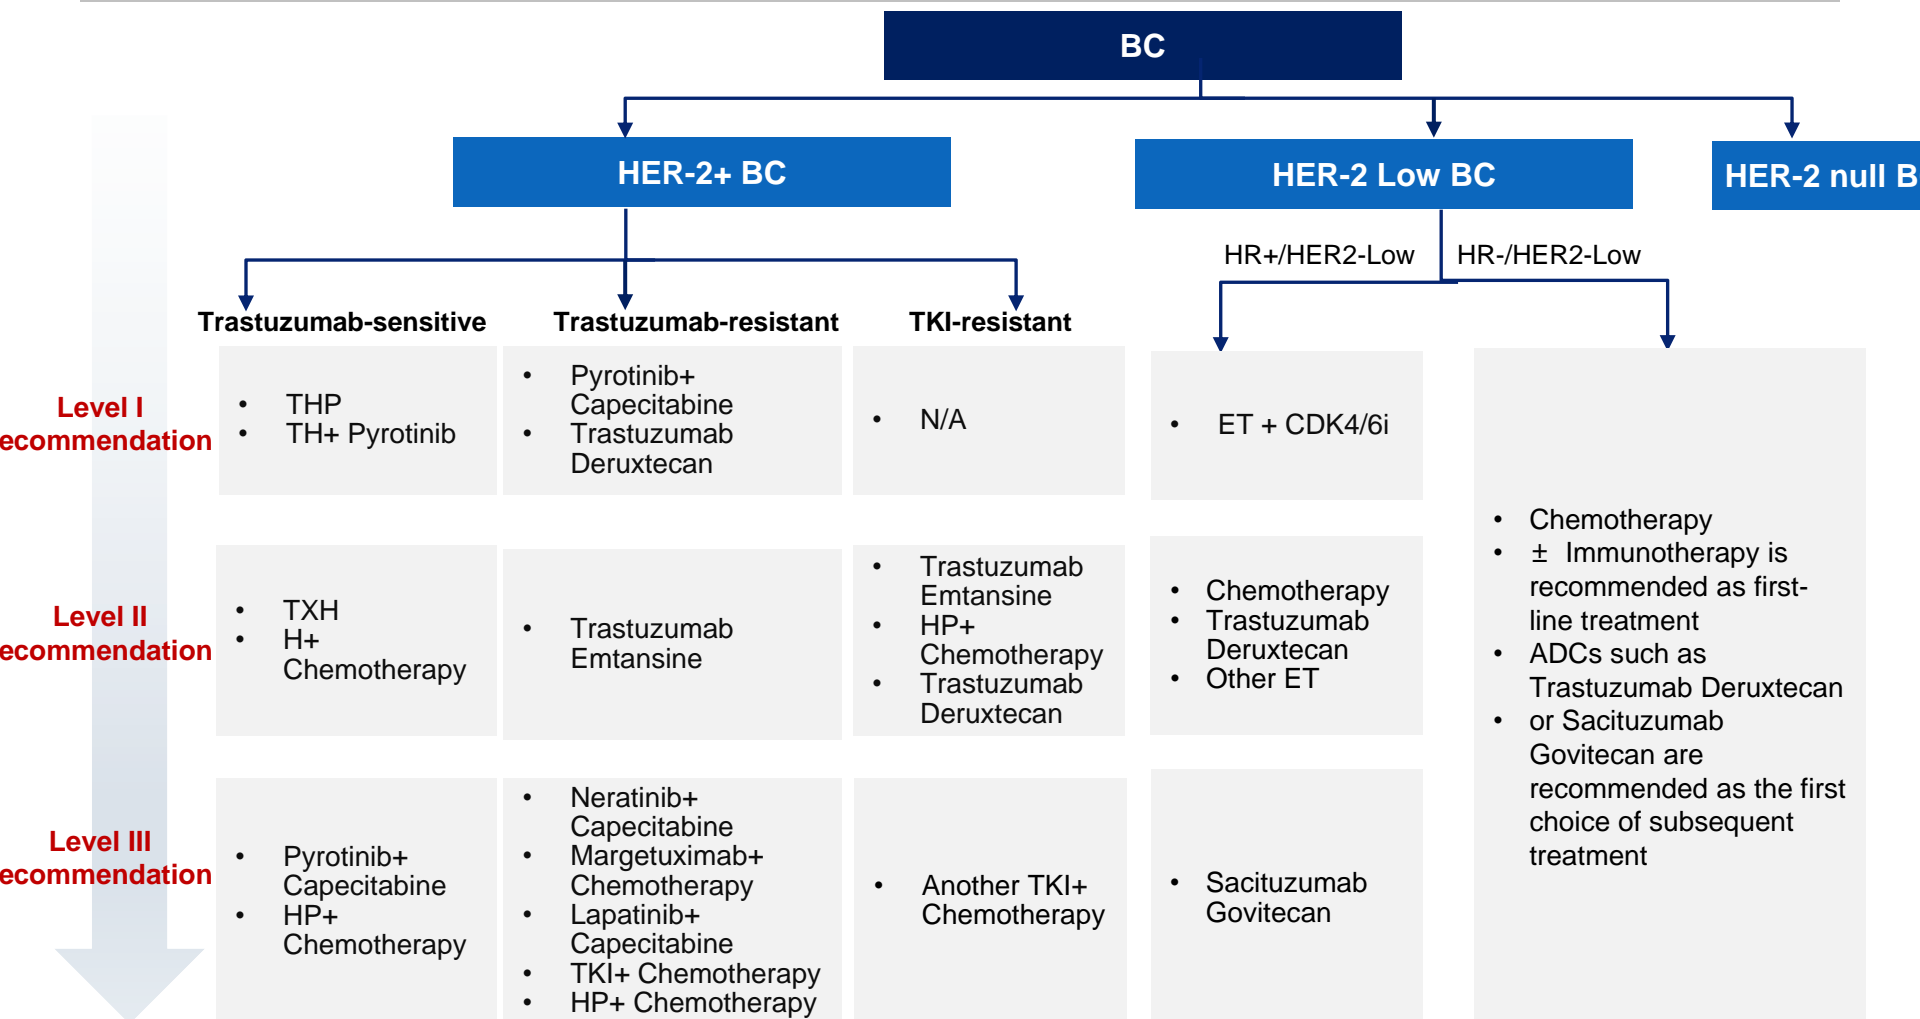 BC
HER-2+ BC
HER-2 Low BC
HER-2 null B
HR+/HER2-Low
HR-/HER2-Low
Trastuzumab-sensitive
Trastuzumab-resistant
TKI-resistant
Level I
ecommendation
• THP
• TH+ Pyrotinib
• Pyrotinib+
Capecitabine
• Trastuzumab
Deruxtecan
• N/A
• ET + CDK4/6i
Level II
ecommendation
• TXH
• H+
Chemotherapy
• Trastuzumab
Emtansine
• Trastuzumab
Emtansine
• HP+
Chemotherapy
• Trastuzumab
Deruxtecan
• Chemotherapy
• Trastuzumab
Deruxtecan
• Other ET
Level III
ecommendation
• Pyrotinib+
Capecitabine
• HP+
Chemotherapy
• Neratinib+
Capecitabine
• Margetuximab+
Chemotherapy
• Lapatinib+
Capecitabine
• TKI+ Chemotherapy
• HP+ Chemotherapy
• Another TKI+
Chemotherapy
• Sacituzumab
Govitecan
• Chemotherapy
• ± Immunotherapy is
recommended as first-
line treatment
• ADCs such as
Trastuzumab Deruxtecan
• or Sacituzumab
Govitecan are
recommended as the first
choice of subsequent
treatment